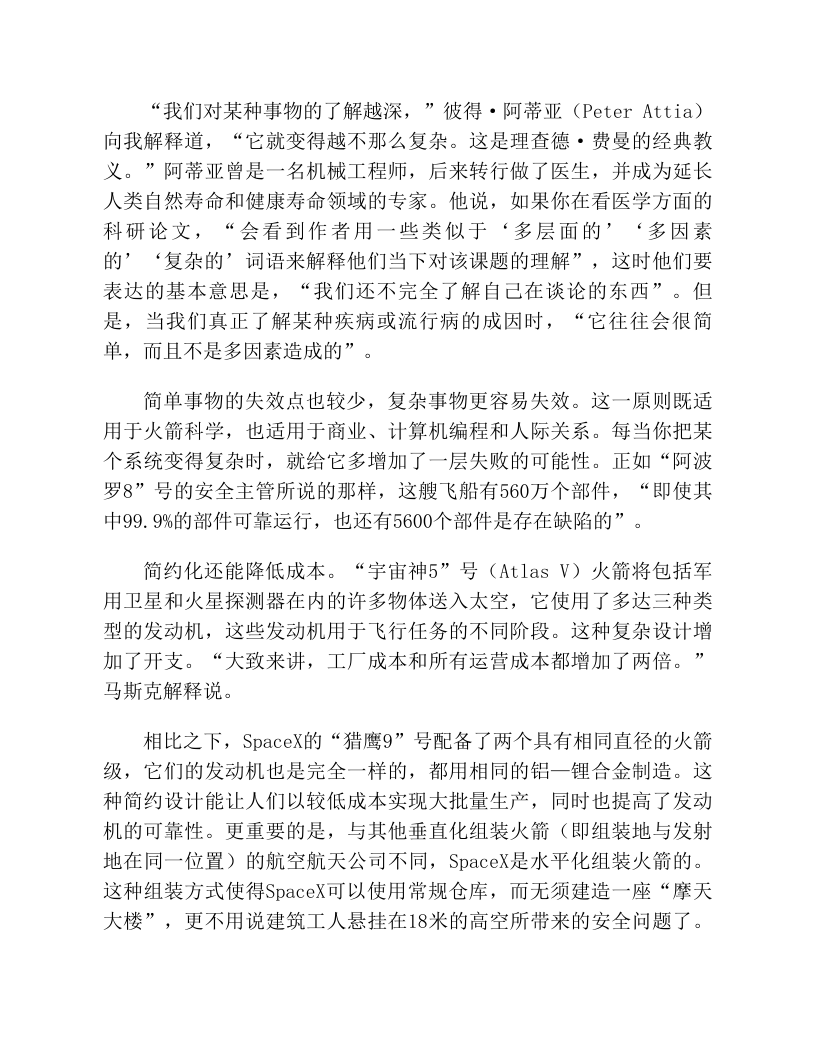 “我们对某种事物的了解越深，”彼得·阿蒂亚（Peter Attia）
向我解释道，“它就变得越不那么复杂。这是理查德·费曼的经典教
义。”阿蒂亚曾是一名机械工程师，后来转行做了医生，并成为延长
人类自然寿命和健康寿命领域的专家。他说，如果你在看医学方面的
科研论文，“会看到作者用一些类似于‘多层面的’‘多因素
的’‘复杂的’词语来解释他们当下对该课题的理解”，这时他们要
表达的基本意思是，“我们还不完全了解自己在谈论的东西”。但
是，当我们真正了解某种疾病或流行病的成因时，“它往往会很简
单，而且不是多因素造成的”。
简单事物的失效点也较少，复杂事物更容易失效。这一原则既适
用于火箭科学，也适用于商业、计算机编程和人际关系。每当你把某
个系统变得复杂时，就给它多增加了一层失败的可能性。正如“阿波
罗8”号的安全主管所说的那样，这艘飞船有560万个部件，“即使其
中99.9%的部件可靠运行，也还有5600个部件是存在缺陷的”。
简约化还能降低成本。“宇宙神5”号（Atlas V）火箭将包括军
用卫星和火星探测器在内的许多物体送入太空，它使用了多达三种类
型的发动机，这些发动机用于飞行任务的不同阶段。这种复杂设计增
加了开支。“大致来讲，工厂成本和所有运营成本都增加了两倍。”
马斯克解释说。
相比之下，SpaceX的“猎鹰9”号配备了两个具有相同直径的火箭
级，它们的发动机也是完全一样的，都用相同的铝—锂合金制造。这
种简约设计能让人们以较低成本实现大批量生产，同时也提高了发动
机的可靠性。更重要的是，与其他垂直化组装火箭（即组装地与发射
地在同一位置）的航空航天公司不同，SpaceX是水平化组装火箭的。
这种组装方式使得SpaceX可以使用常规仓库，而无须建造一座“摩天
大楼”，更不用说建筑工人悬挂在18米的高空所带来的安全问题了。